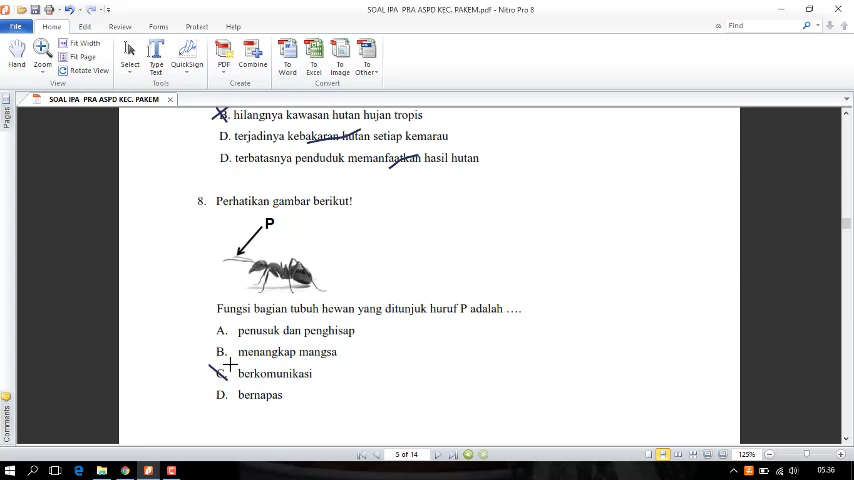 SOAL IPA PRA ASPD KEC. PAKEM.pdf - Nitro Pro 8
File Home Edit Review Forms Protect Help
Find
Hand
Zoom
Fit Width
Fit Page
Rotate View
View
Select
Type Text
QuickSign
Tools
PDF
Combine
Create
To Word
To Excel
To Image
To Other
Convert
SOAL IPA PRA ASPD KEC. PAKEM
Pages
B. hilangnya kawasan hutan hujan tropis
D. terjadinya kebakaran hutan setiap kemarau
D. terbatasnya penduduk memanfaatkan hasil hutan
8. Perhatikan gambar berikut!
P
Fungsi bagian tubuh hewan yang ditunjuk huruf P adalah ….
A. penusuk dan penghisap
B. menangkap mangsa
C. berkomunikasi
D. bernapas
Comments
5 of 14
125%
05.36